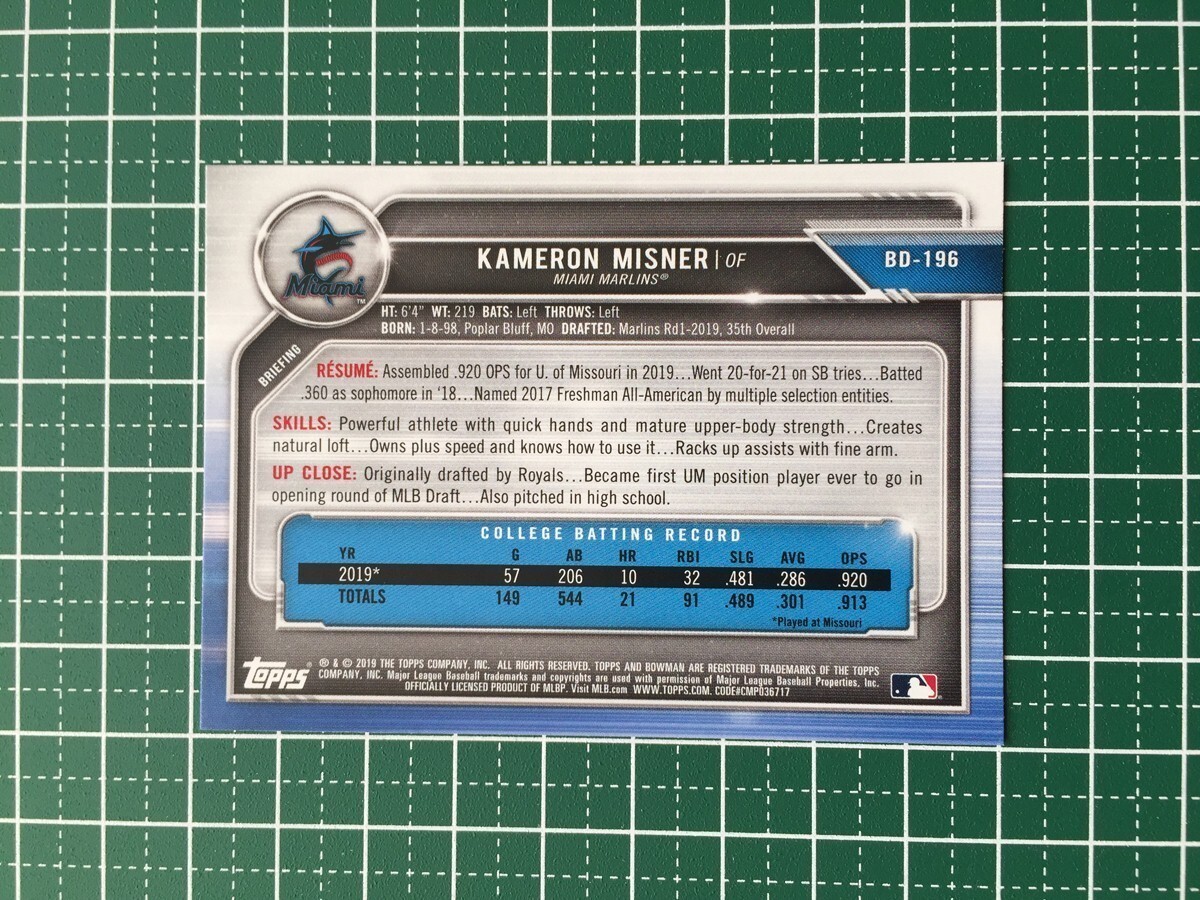 KAMERON MISNER | OF
BD-196
MIAMI MARLINS®
Miami™
HT: 6'4" WT: 219 BATS: Left THROWS: Left
BORN: 1-8-98, Poplar Bluff, MO DRAFTED: Marlins Rd1-2019, 35th Overall
BRIEFING
RÉSUMÉ: Assembled .920 OPS for U. of Missouri in 2019...Went 20-for-21 on SB tries...Batted
.360 as sophomore in '18...Named 2017 Freshman All-American by multiple selection entities.
SKILLS: Powerful athlete with quick hands and mature upper-body strength...Creates
natural loft...Owns plus speed and knows how to use it...Racks up assists with fine arm.
UP CLOSE: Originally drafted by Royals...Became first UM position player ever to go in
opening round of MLB Draft...Also pitched in high school.
COLLEGE BATTING RECORD
YR G AB HR RBI SLG AVG OPS
2019* 57 206 10 32 .481 .286 .920
TOTALS 149 544 21 91 .489 .301 .913
*Played at Missouri
Topps®
® & © 2019 THE TOPPS COMPANY, INC. ALL RIGHTS RESERVED. TOPPS AND BOWMAN ARE REGISTERED TRADEMARKS OF THE TOPPS
COMPANY, INC. Major League Baseball trademarks and copyrights are used with permission of Major League Baseball Properties, Inc.
OFFICIALLY LICENSED PRODUCT OF MLBP. Visit MLB.com WWW.TOPPS.COM. CODE#CMP036717